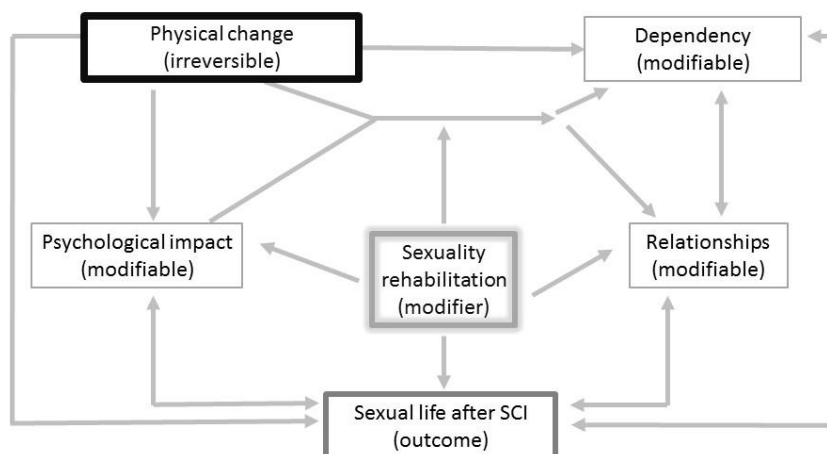 Physical change
(irreversible)
Dependency
(modifiable)
Psychological impact
(modifiable)
Sexuality
rehabilitation
(modifier)
Relationships
(modifiable)
Sexual life after SCI
(outcome)